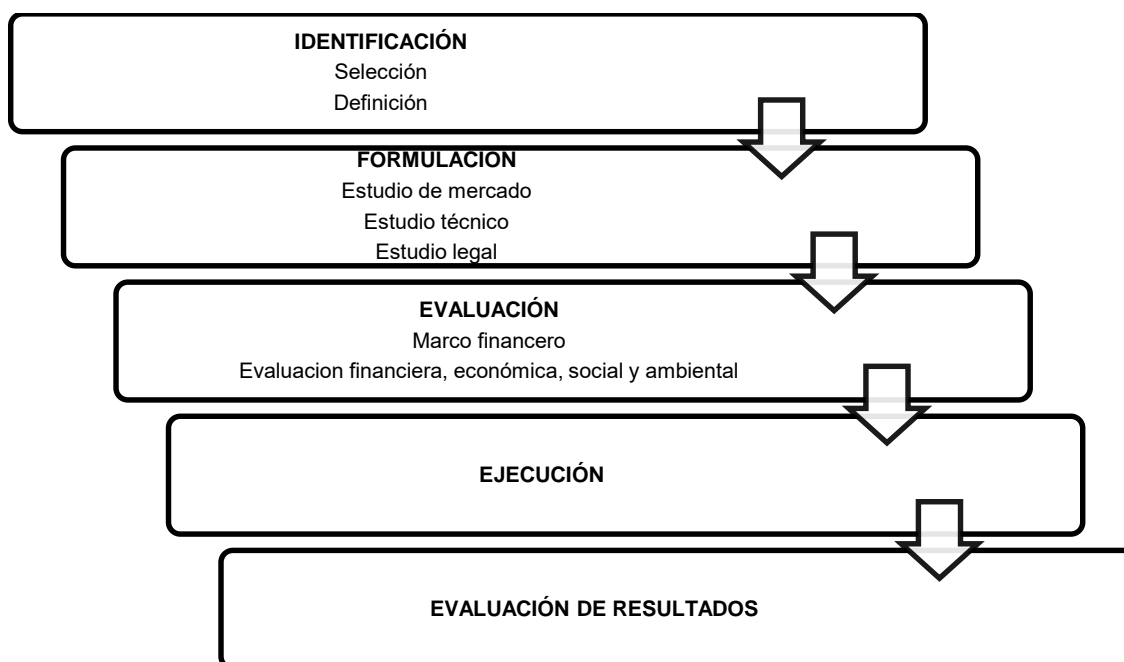 IDENTIFICACIÓN
Selección
Definición
FORMULACION
Estudio de mercado
Estudio técnico
Estudio legal
EVALUACIÓN
Marco financero
Evaluacion financiera, económica, social y ambiental
EJECUCIÓN
EVALUACIÓN DE RESULTADOS